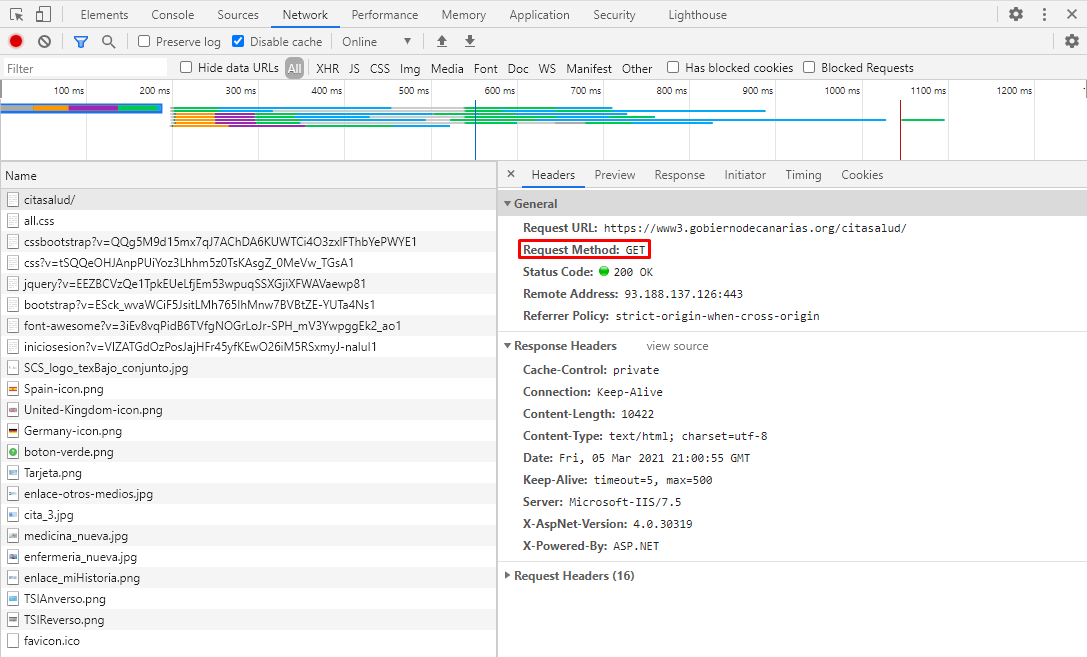 Elements Console Sources Network Performance Memory Application Security Lighthouse
Preserve log Disable cache Online
Filter Hide data URLs All XHR JS CSS Img Media Font Doc WS Manifest Other Has blocked cookies Blocked Requests
100 ms 200 ms 300 ms 400 ms 500 ms 600 ms 700 ms 800 ms 900 ms 1000 ms 1100 ms 1200 ms 1
Name
citasalud/
all.css
cssbootstrap?v=QQg5M9d15mx7qJ7AChDA6KUWTCi4O3zxlFThbYePWYE1
css?v=tSQQeOHJAnpPUiYoz3Lhhm5z0TsKAsgZ_0MeVw_TGsA1
jquery?v=EEZBCVzQe1TpkEUeLfjEm53wpuqSSXGjiXFWAVaewp81
bootstrap?v=ESck_wvaWCiF5JsitLMh765IhMnw7BVBtZE-YUTa4Ns1
font-awesome?v=3iEv8vqPidB6TVfgNOGrLoJr-SPH_mV3YwpggEk2_ao1
iniciosesion?v=VIZATGdOzPosJajHFr45yfKEwO26iM5RSxmyJ-naluI1
SCS_logo_texBajo_conjunto.jpg
Spain-icon.png
United-Kingdom-icon.png
Germany-icon.png
boton-verde.png
Tarjeta.png
enlace-otros-medios.jpg
cita_3.jpg
medicina_nueva.jpg
enfermeria_nueva.jpg
enlace_miHistoria.png
TSIAnverso.png
TSIReverso.png
favicon.ico
Headers Preview Response Initiator Timing Cookies
General
Request URL: https://www3.gobiernodecanarias.org/citasalud/
Request Method: GET
Status Code: 200 OK
Remote Address: 93.188.137.126:443
Referrer Policy: strict-origin-when-cross-origin
Response Headers view source
Cache-Control: private
Connection: Keep-Alive
Content-Length: 10422
Content-Type: text/html; charset=utf-8
Date: Fri, 05 Mar 2021 21:00:55 GMT
Keep-Alive: timeout=5, max=500
Server: Microsoft-IIS/7.5
X-AspNet-Version: 4.0.30319
X-Powered-By: ASP.NET
Request Headers (16)